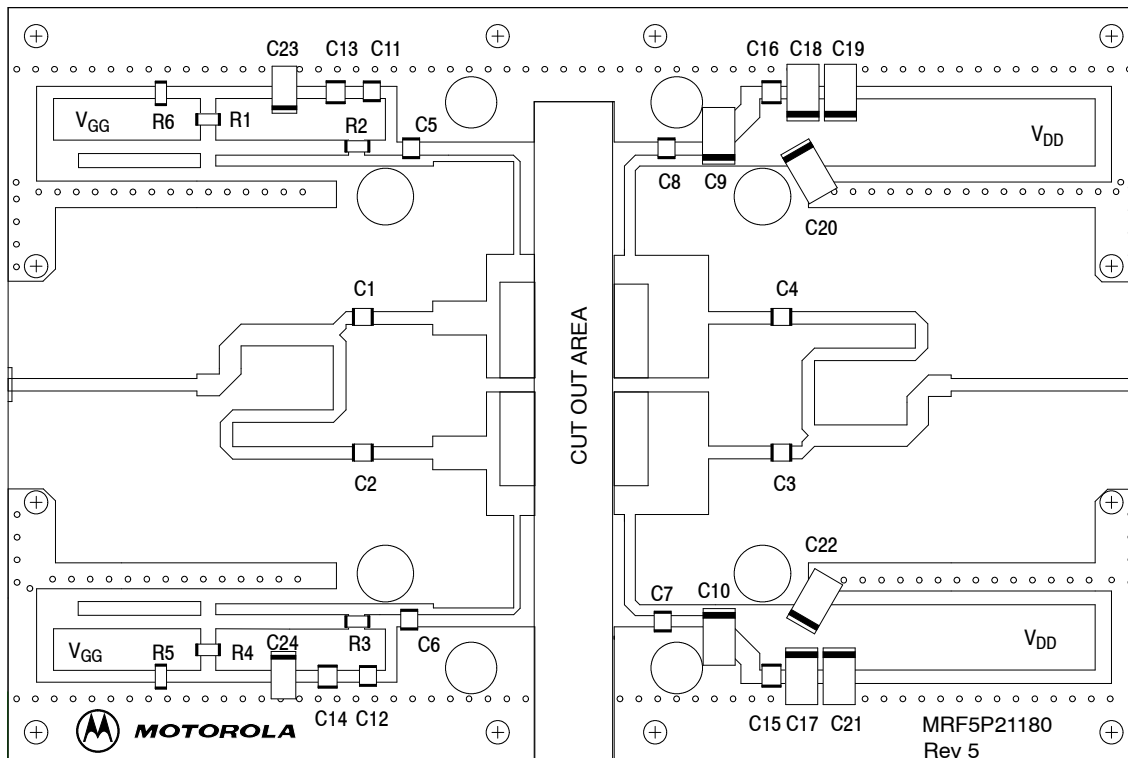 C23 C13 C11 C16 C18 C19
VGG R6 R1 R2 C5 VDD
C8 C9
C20
C1 C4
CUT OUT AREA
C2 C3
C22
C7 C10
VGG R5 R4 C24 R3 C6 VDD
C14 C12 C15 C17 C21
MOTOROLA
MRF5P21180
Rev 5